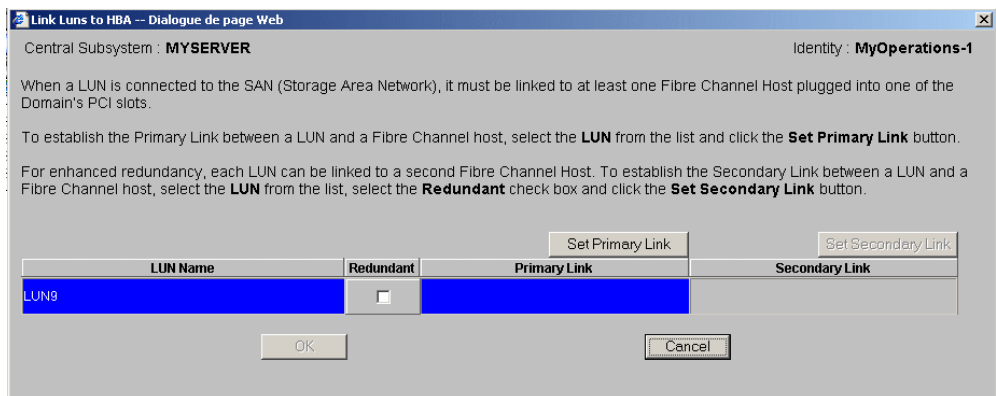 Link Luns to HBA -- Dialogue de page Web
Central Subsystem : MYSERVER Identity : MyOperations-1
When a LUN is connected to the SAN (Storage Area Network), it must be linked to at least one Fibre Channel Host plugged into one of the
Domain's PCI slots.
To establish the Primary Link between a LUN and a Fibre Channel host, select the LUN from the list and click the Set Primary Link button.
For enhanced redundancy, each LUN can be linked to a second Fibre Channel Host. To establish the Secondary Link between a LUN and a
Fibre Channel host, select the LUN from the list, select the Redundant check box and click the Set Secondary Link button.
Set Primary Link Set Secondary Link
LUN Name Redundant Primary Link Secondary Link
LUN9
OK Cancel